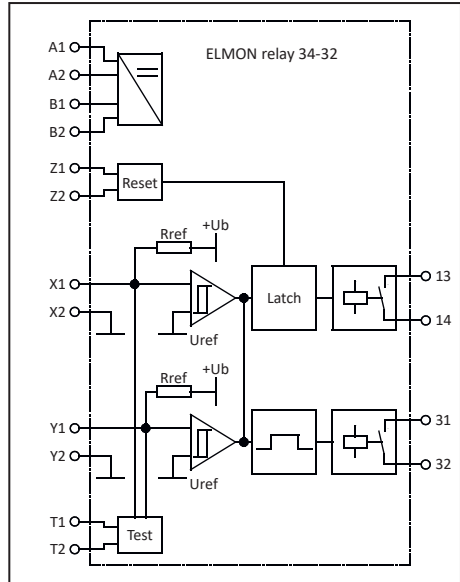 ELMON relay 34-32
A1
A2
B1
B2
Z1
Z2
Reset
Rref
+Ub
X1
X2
Uref
Latch
13
14
Rref
+Ub
Y1
Y2
Uref
31
32
T1
T2
Test